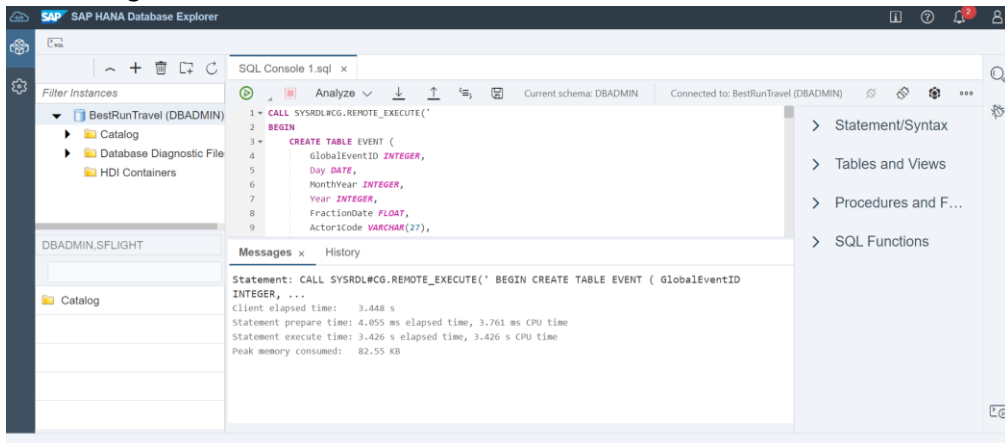 SAP SAP HANA Database Explorer
2
SQL
Filter Instances
BestRunTravel (DBADMIN)
Catalog
Database Diagnostic File
HDI Containers
DBADMIN,SFLIGHT
Catalog
SQL Console 1.sql ×
Analyze
Current schema: DBADMIN
Connected to: BestRunTravel (DBADMIN)
1 CALL SYSRDL#CG.REMOTE_EXECUTE('
2 BEGIN
3 CREATE TABLE EVENT (
4 GlobalEventID INTEGER,
5 Day DATE,
6 MonthYear INTEGER,
7 Year INTEGER,
8 FractionDate FLOAT,
9 Actor1Code VARCHAR(27),
Messages × History
Statement: CALL SYSRDL#CG.REMOTE_EXECUTE(' BEGIN CREATE TABLE EVENT ( GlobalEventID
INTEGER, ...
Client elapsed time: 3.448 s
Statement prepare time: 4.055 ms elapsed time, 3.761 ms CPU time
Statement execute time: 3.426 s elapsed time, 3.426 s CPU time
Peak memory consumed: 82.55 KB
Statement/Syntax
Tables and Views
Procedures and F...
SQL Functions